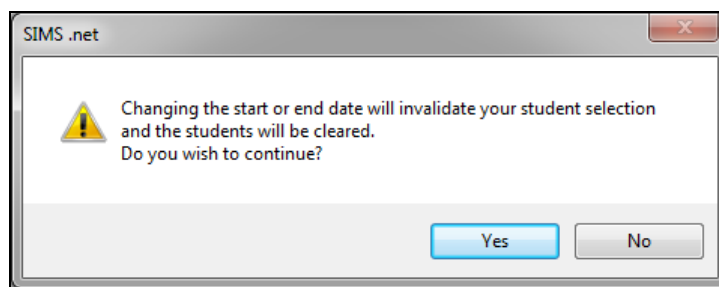 SIMS .net
Changing the start or end date will invalidate your student selection
and the students will be cleared.
Do you wish to continue?
Yes No